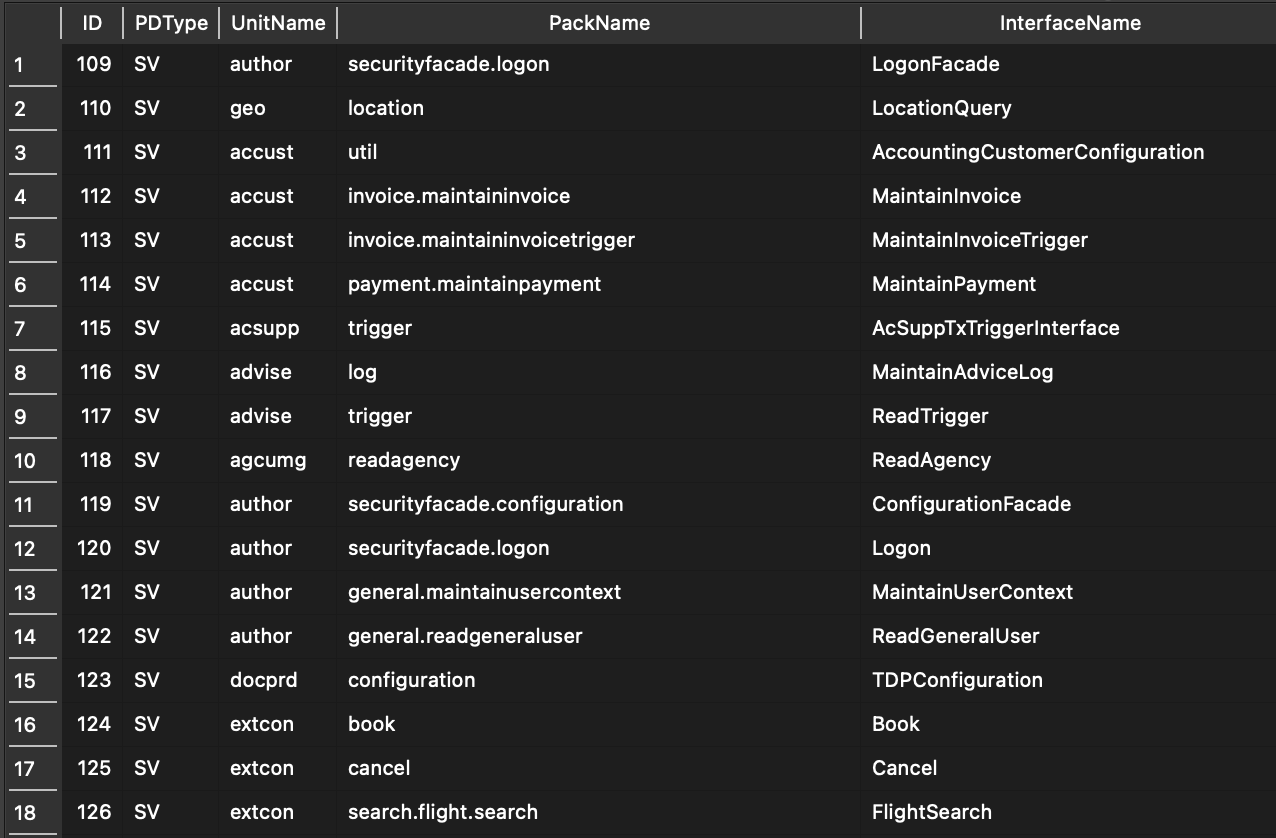 ID PDType UnitName PackName InterfaceName
1 109 SV author securityfacade.logon LogonFacade
2 110 SV geo location LocationQuery
3 111 SV accust util AccountingCustomerConfiguration
4 112 SV accust invoice.maintaininvoice MaintainInvoice
5 113 SV accust invoice.maintaininvoicetrigger MaintainInvoiceTrigger
6 114 SV accust payment.maintainpayment MaintainPayment
7 115 SV acsupp trigger AcSuppTxTriggerInterface
8 116 SV advise log MaintainAdviceLog
9 117 SV advise trigger ReadTrigger
10 118 SV agcumg readagency ReadAgency
11 119 SV author securityfacade.configuration ConfigurationFacade
12 120 SV author securityfacade.logon Logon
13 121 SV author general.maintainusercontext MaintainUserContext
14 122 SV author general.readgeneraluser ReadGeneralUser
15 123 SV docprd configuration TDPConfiguration
16 124 SV extcon book Book
17 125 SV extcon cancel Cancel
18 126 SV extcon search.flight.search FlightSearch